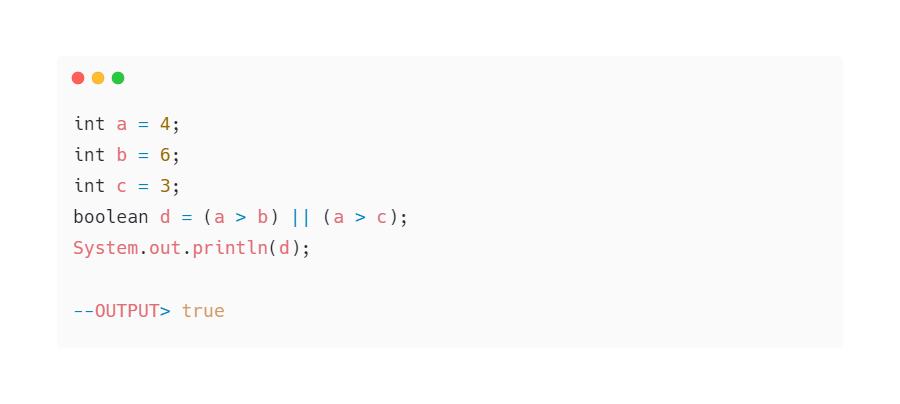 int a = 4;
int b = 6;
int c = 3;
boolean d = (a > b) || (a > c);
System.out.println(d);
--OUTPUT> true